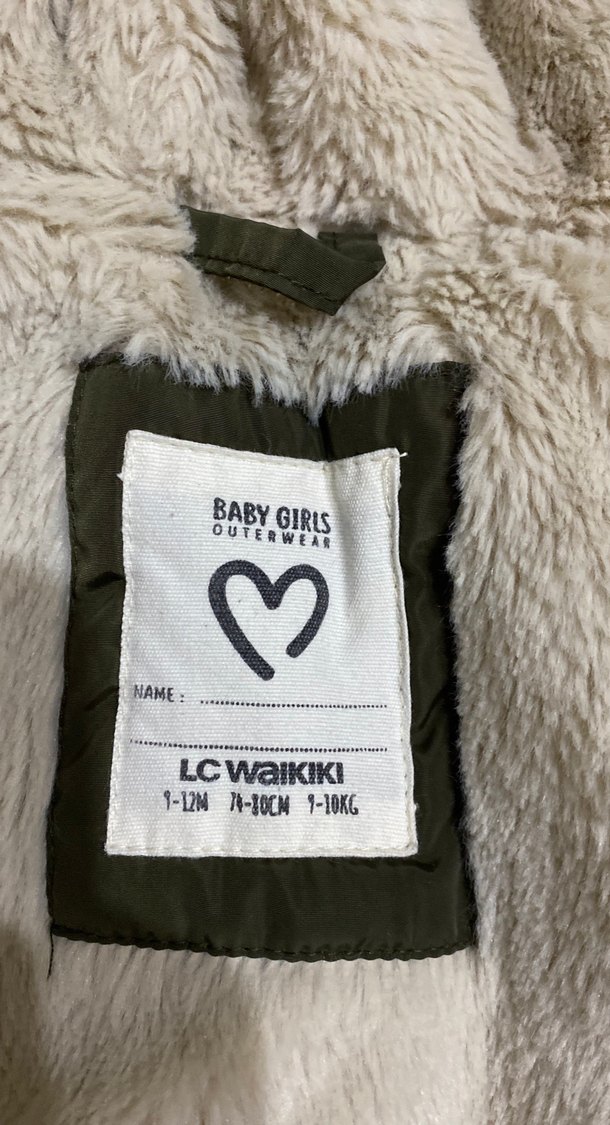 BABY GIRLS
OUTERWEAR
NAME :
LC WAIKIKI
9-12M 74-80CM 9-10KG